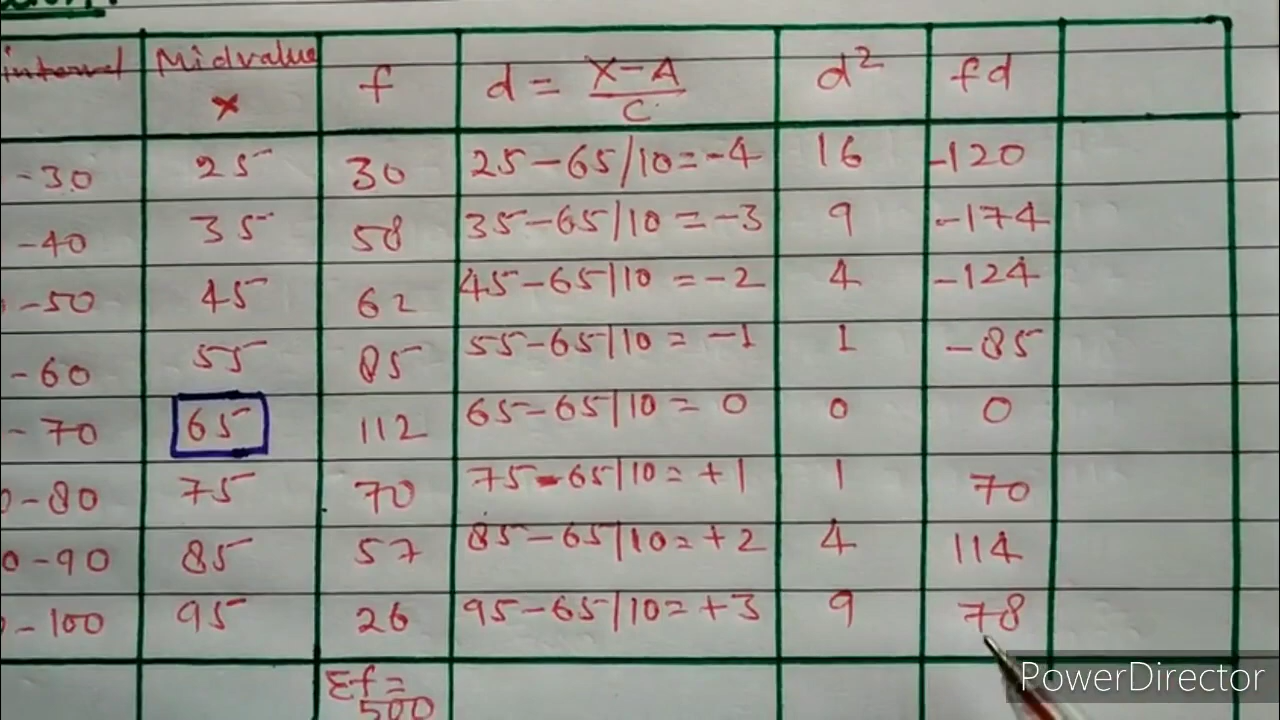 interval Midvalue x f d = X-A/C d² fd
-30 25 30 25-65/10=-4 16 -120
-40 35 58 35-65/10=-3 9 -174
-50 45 62 45-65/10=-2 4 -124
-60 55 85 55-65/10=-1 1 -85
-70 65 112 65-65/10=0 0 0
0-80 75 70 75-65/10=+1 1 70
0-90 85 57 85-65/10=+2 4 114
0-100 95 26 95-65/10=+3 9 78
Σf=
500
PowerDirector